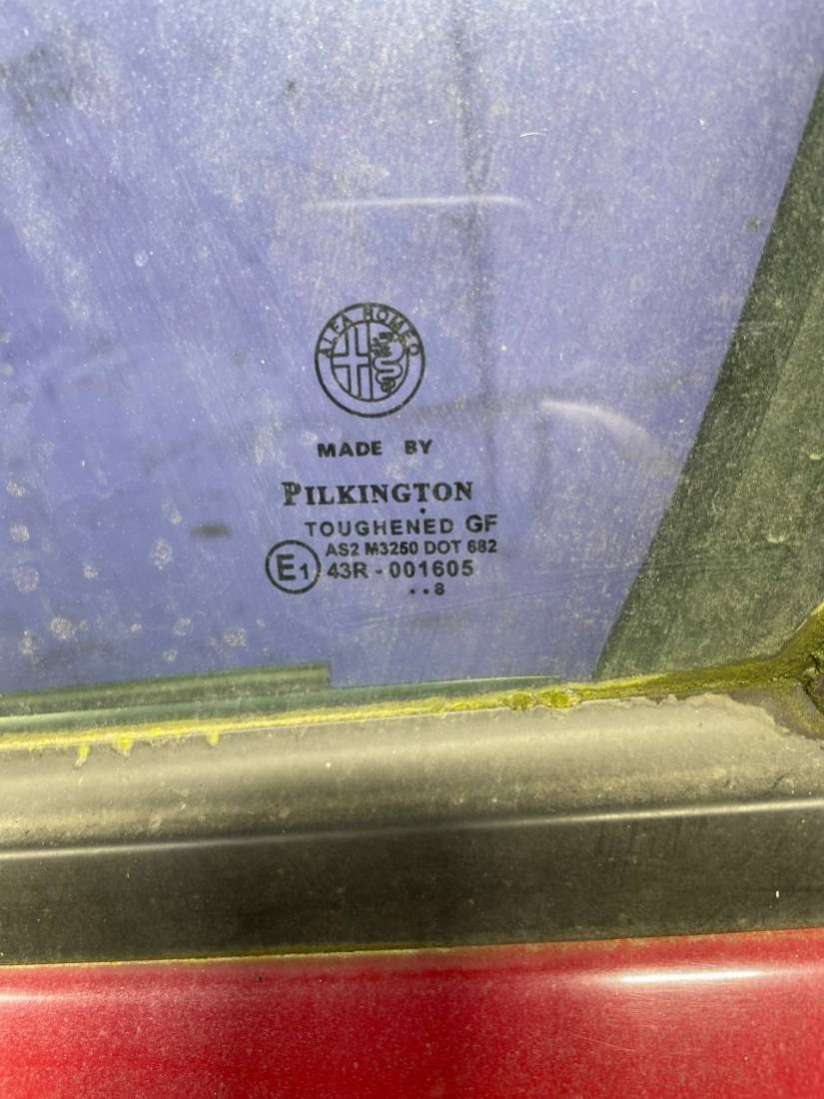 ALFA ROMEO
MADE BY
PILKINGTON
TOUGHENED GF
AS2 M3250 DOT 682
E1 43R - 001605
..8